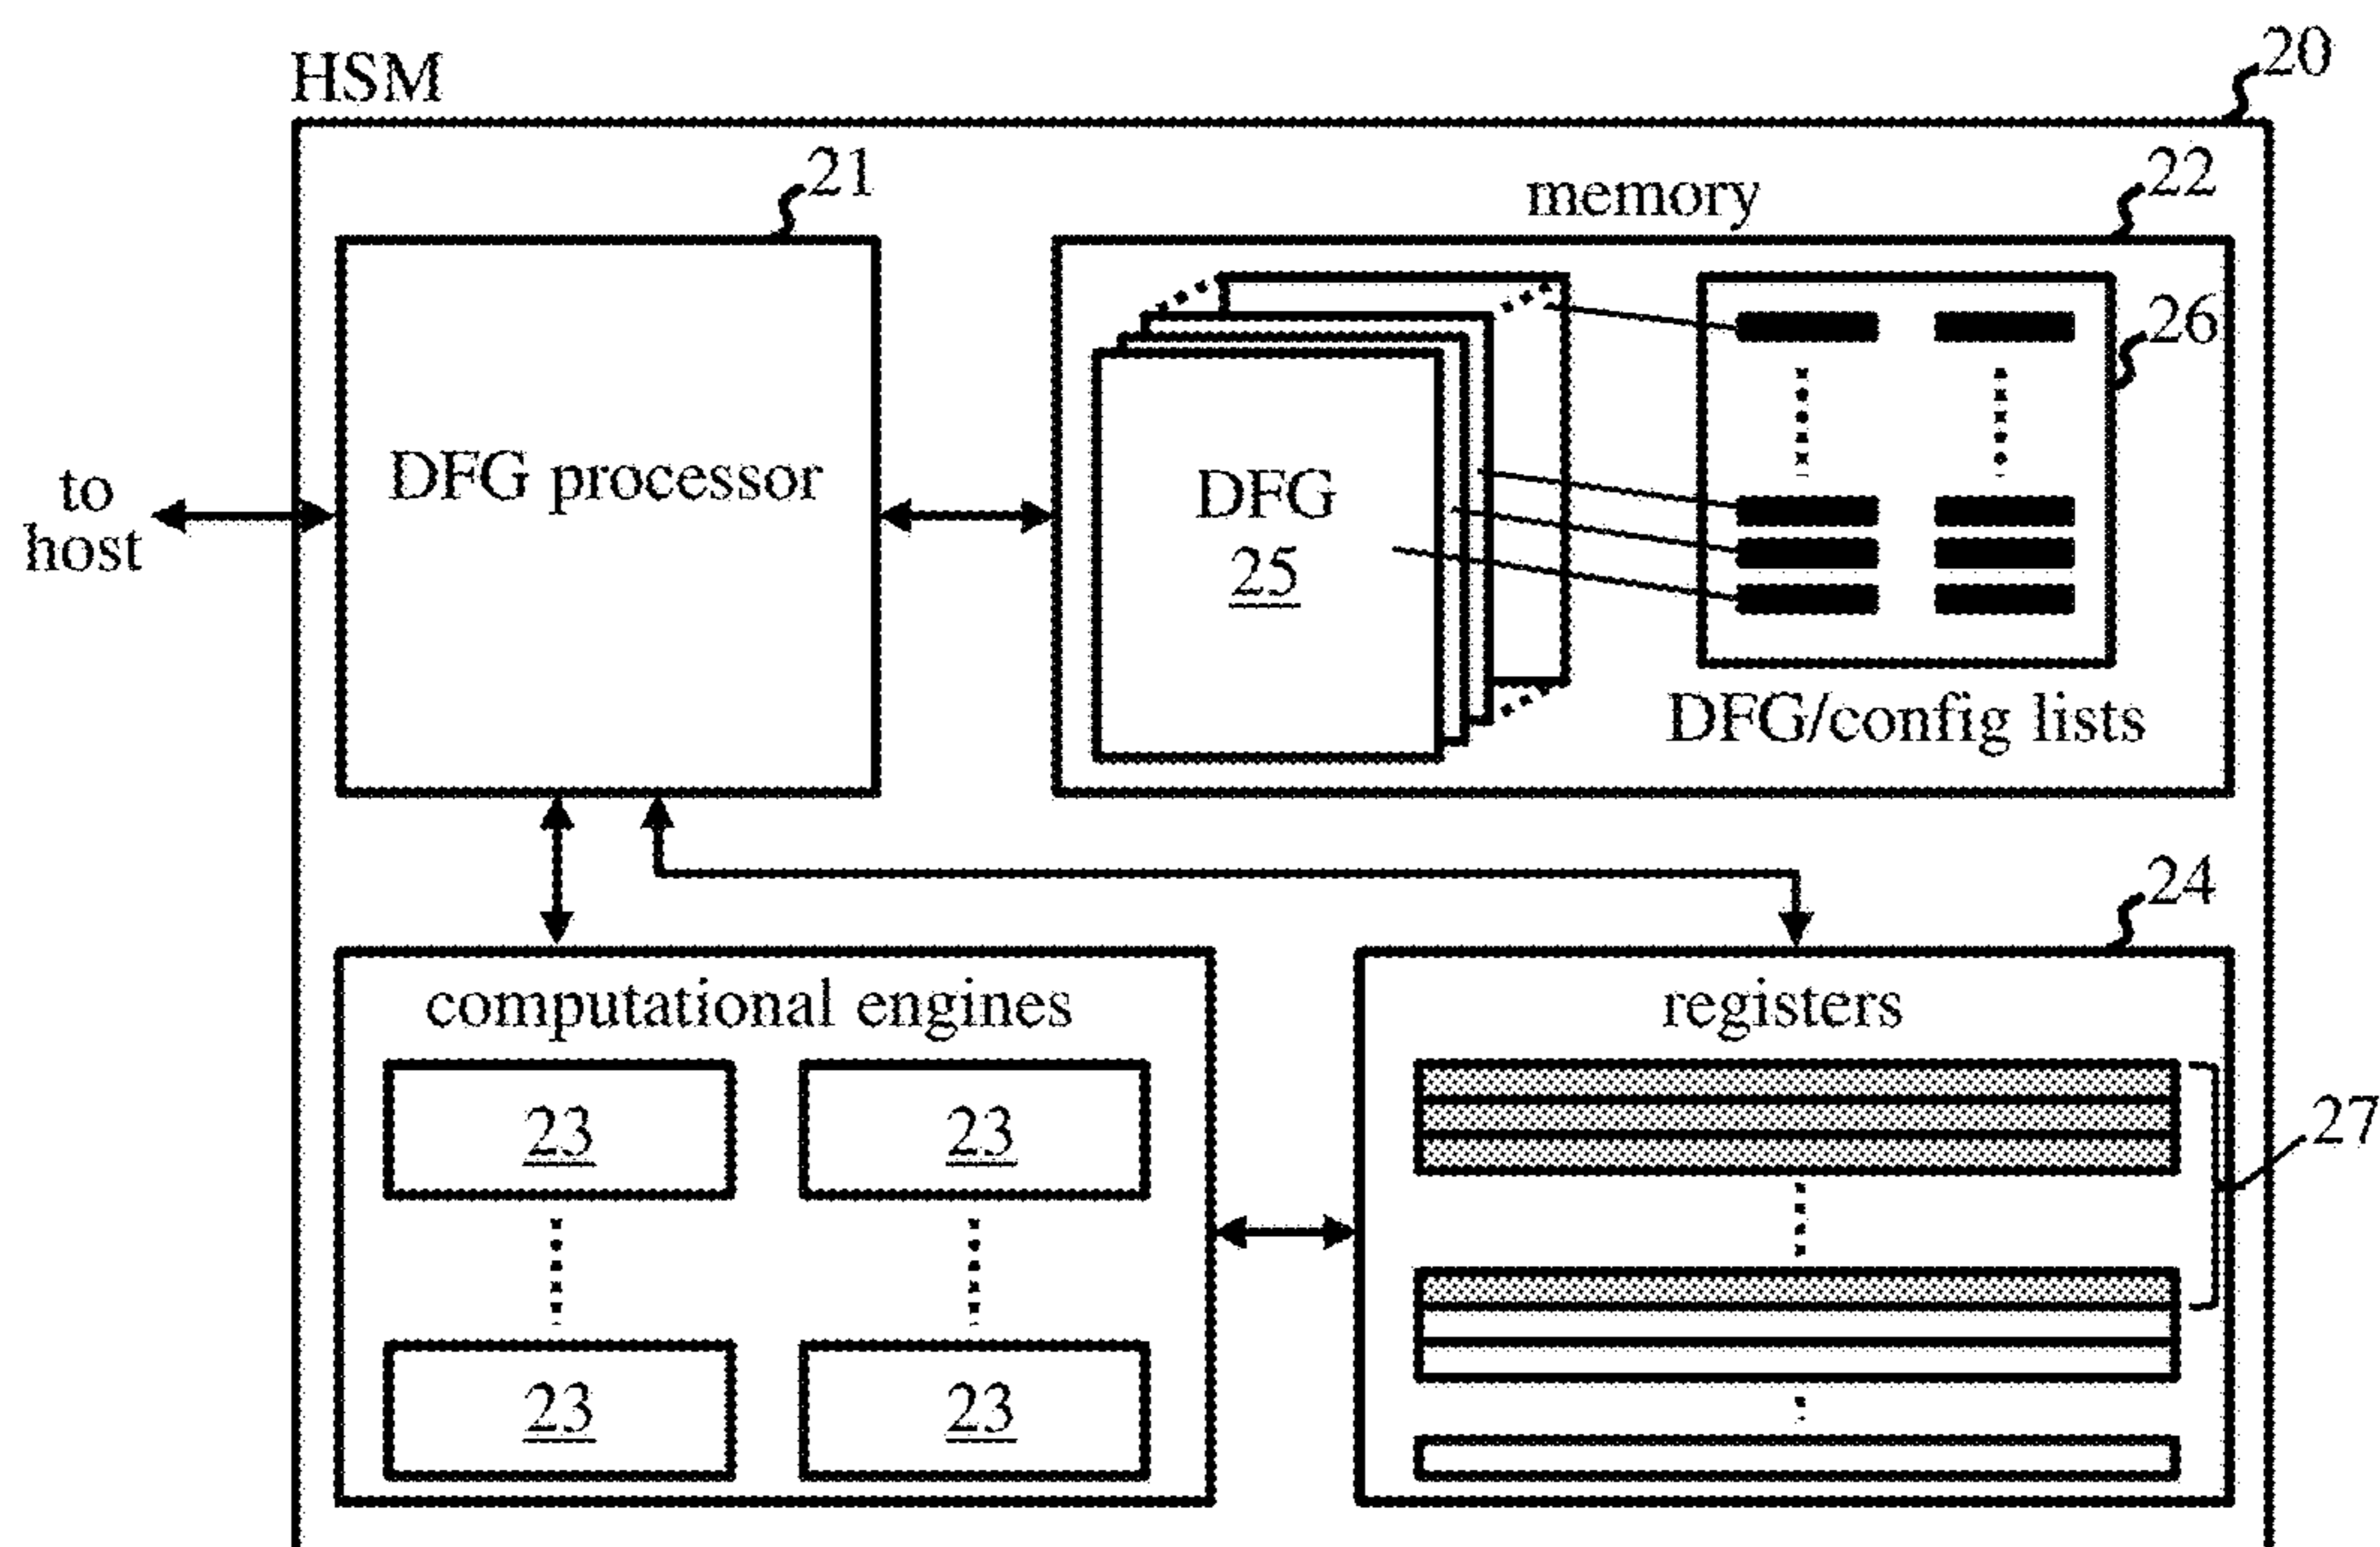 HSM
20
21
memory
22
26
DFG processor
DFG
25
to
host
DFG/config lists
24
computational engines
registers
23
23
27
23
23